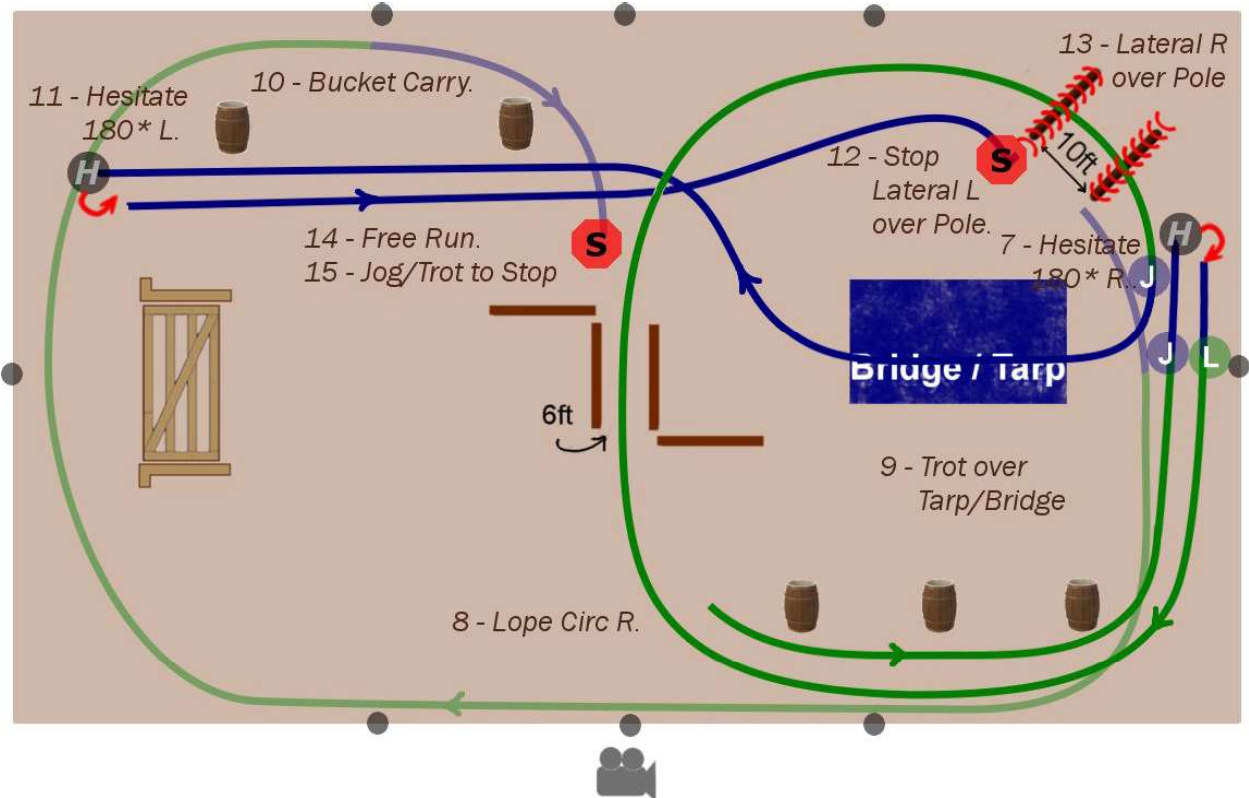 13 - Lateral R
over Pole
10 - Bucket Carry.
11 - Hesitate
180* L.
H
S
10ft
12 - Stop
Lateral L
over Pole.
14 - Free Run.
15 - Jog/Trot to Stop
S
7 - Hesitate
180* R..
H
J
J
L
Bridge / Tarp
6ft
9 - Trot over
Tarp/Bridge
8 - Lope Circ R.